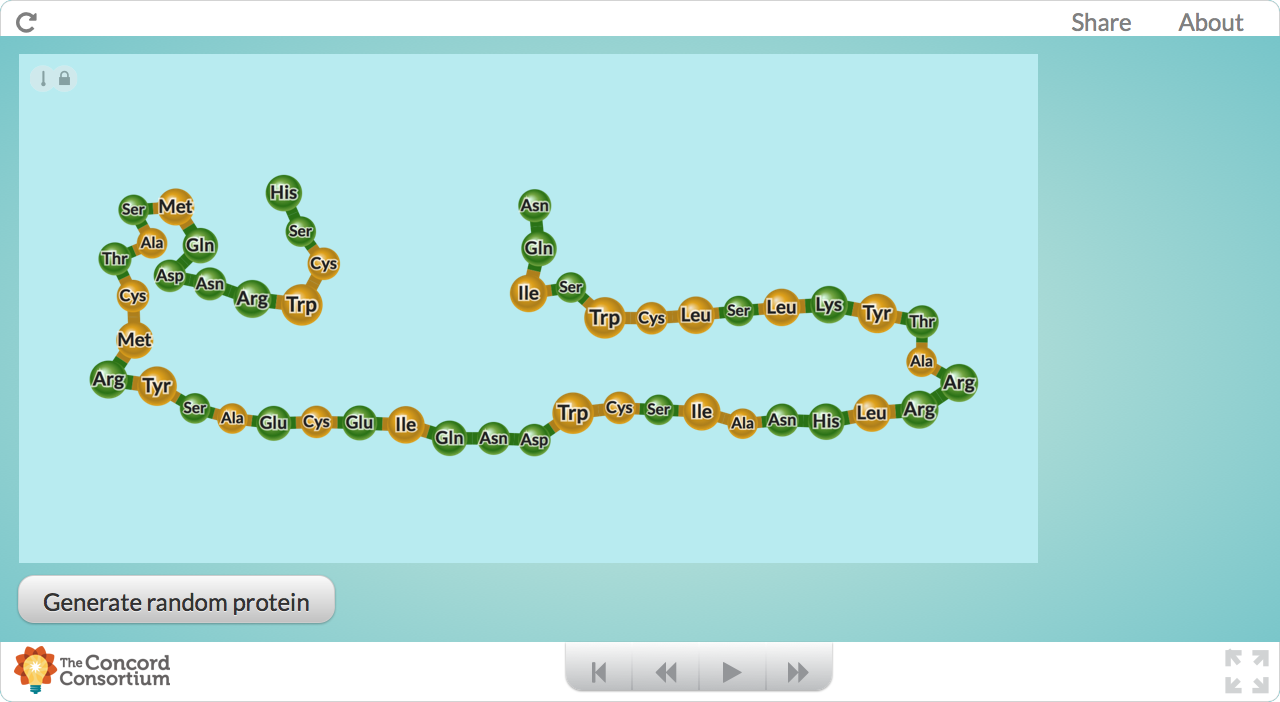 Share About
His
Ser Met
Asn
Ser
Ala Gln
Gln
Thr
Cys
Asp Asn
Cys Arg Trp
Ile Ser
Trp Cys Leu Ser Leu Lys Tyr Thr
Met
Ala
Arg Tyr
Arg
Ser Ala Glu Cys Glu Ile Gln Asn Asp Trp Cys Ser Ile Ala Asn His Leu Arg
Generate random protein
The Concord
Consortium